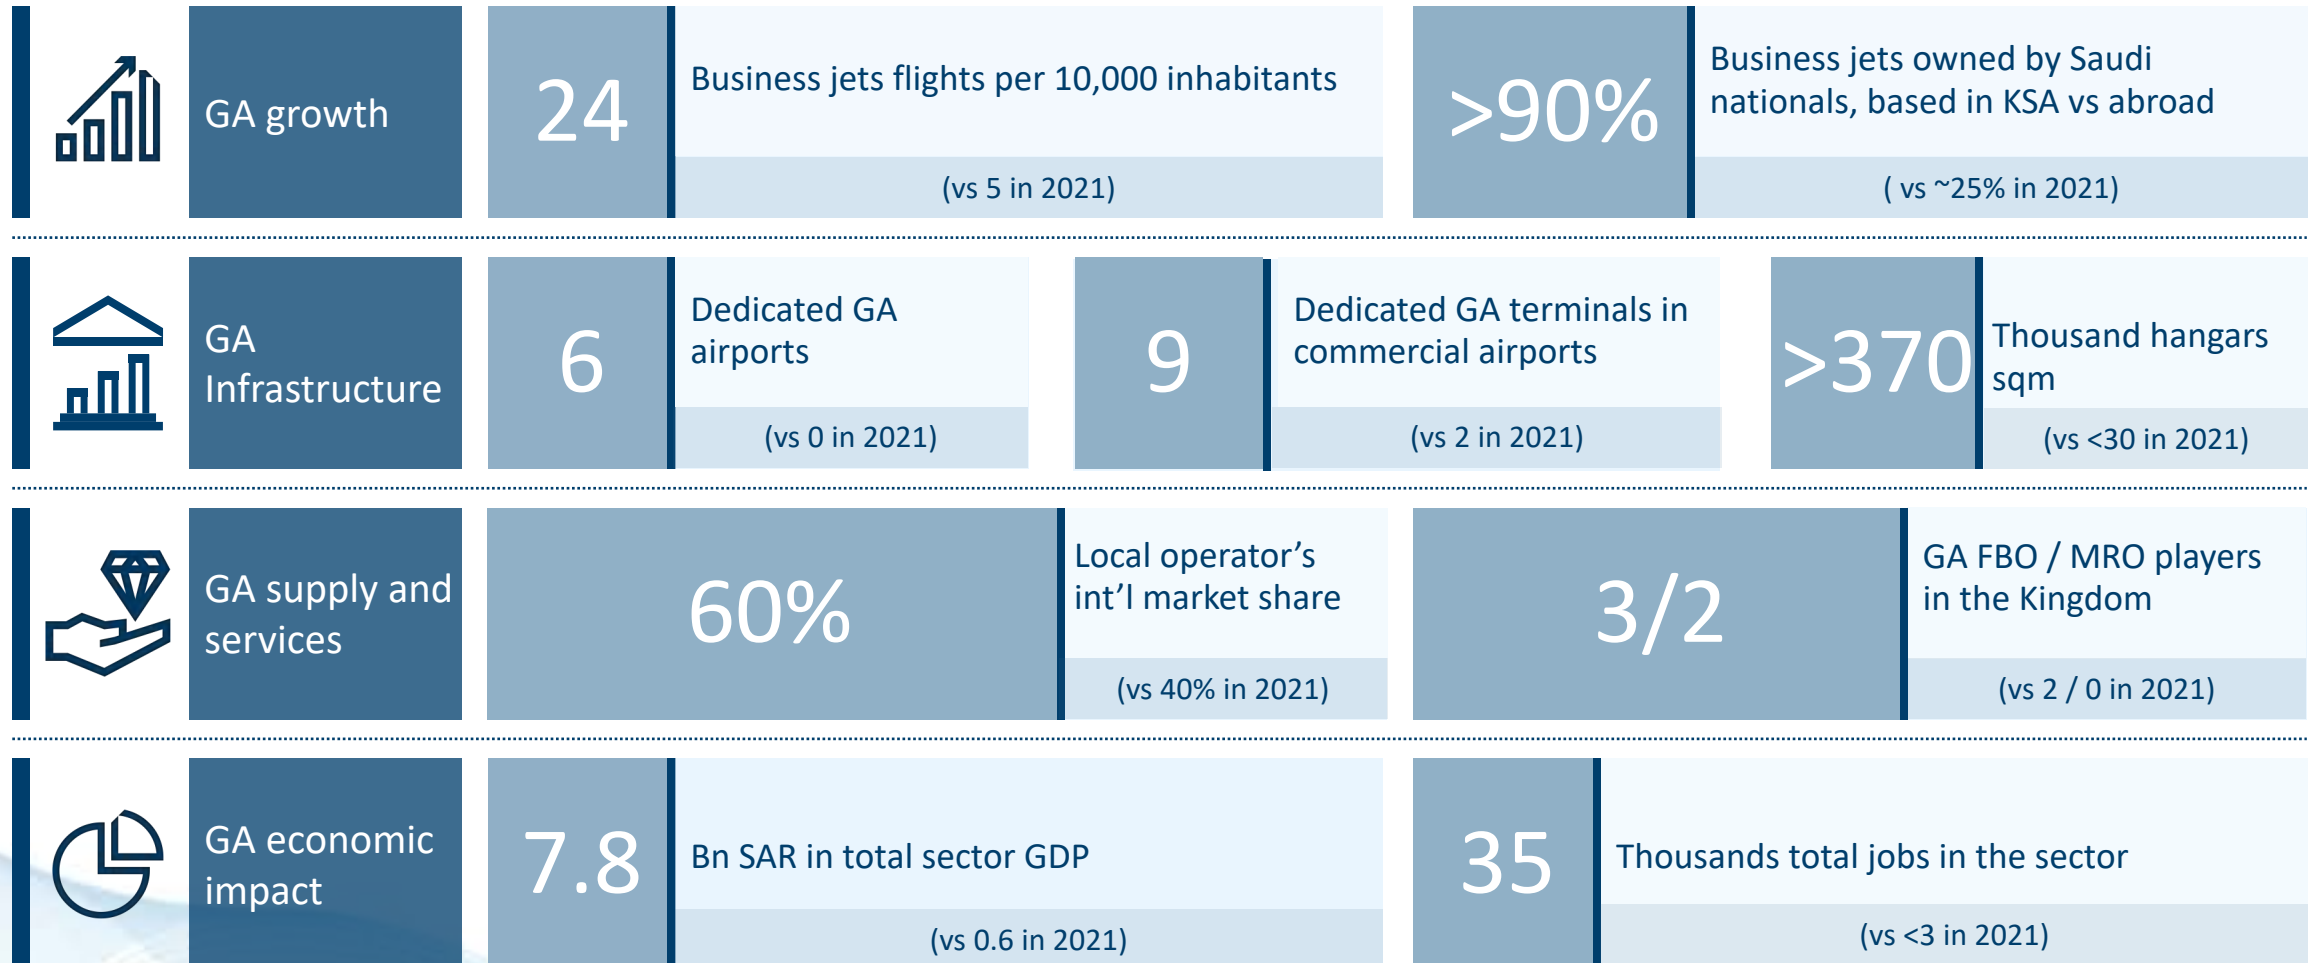 GA growth
24
Business jets flights per 10,000 inhabitants
(vs 5 in 2021)
>90%
Business jets owned by Saudi
nationals, based in KSA vs abroad
( vs ~25% in 2021)
GA
Infrastructure
6
Dedicated GA
airports
(vs 0 in 2021)
9
Dedicated GA terminals in
commercial airports
(vs 2 in 2021)
>370
Thousand hangars
sqm
(vs <30 in 2021)
GA supply and
services
60%
Local operator’s
int’l market share
(vs 40% in 2021)
3/2
GA FBO / MRO players
in the Kingdom
(vs 2 / 0 in 2021)
GA economic
impact
7.8
Bn SAR in total sector GDP
(vs 0.6 in 2021)
35
Thousands total jobs in the sector
(vs <3 in 2021)